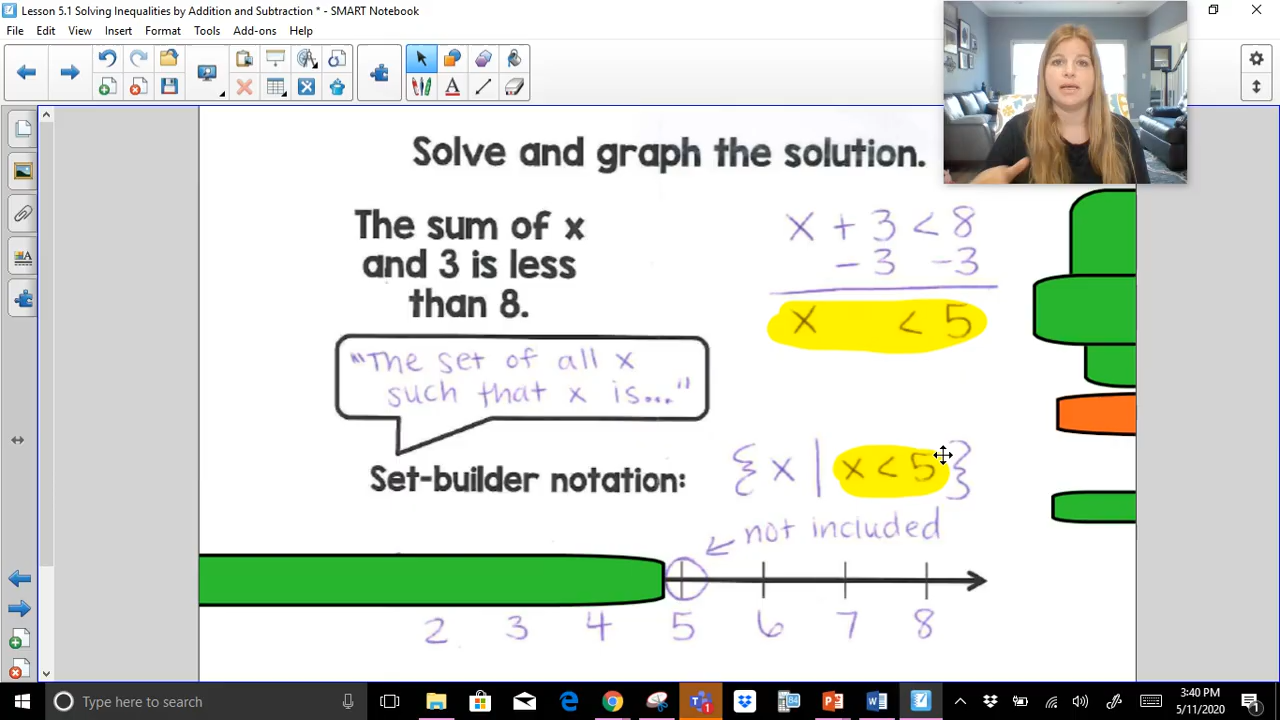 Lesson 5.1 Solving Inequalities by Addition and Subtraction * - SMART Notebook
File Edit View Insert Format Tools Add-ons Help
Solve and graph the solution.
The sum of x
and 3 is less
than 8.
x + 3 < 8
- 3 -3
x < 5
"The set of all x
such that x is..."
Set-builder notation:
{ x | x < 5 }
not included
2 3 4 5 6 7 8
Type here to search
3:40 PM
5/11/2020